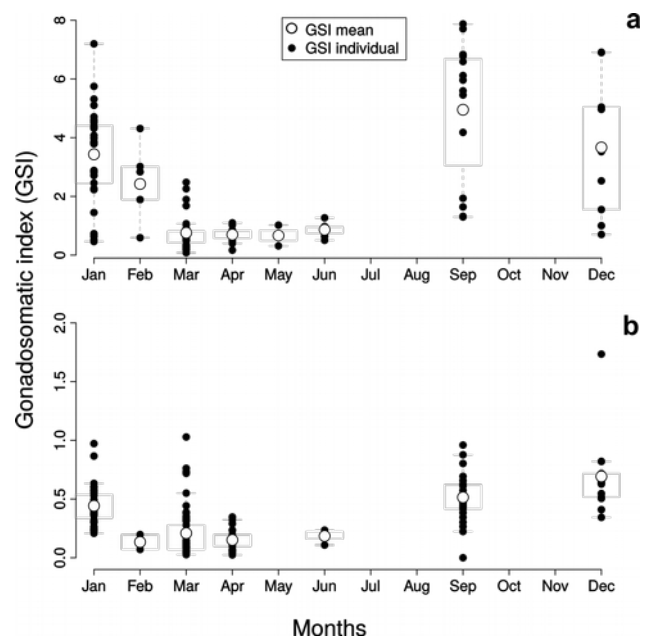 a
GSI mean
GSI individual
8
6
4
2
0
Jan Feb Mar Apr May Jun Jul Aug Sep Oct Nov Dec
Gonadosomatic index (GSI)
b
2.0
1.5
1.0
0.5
0.0
Jan Feb Mar Apr May Jun Jul Aug Sep Oct Nov Dec
Months